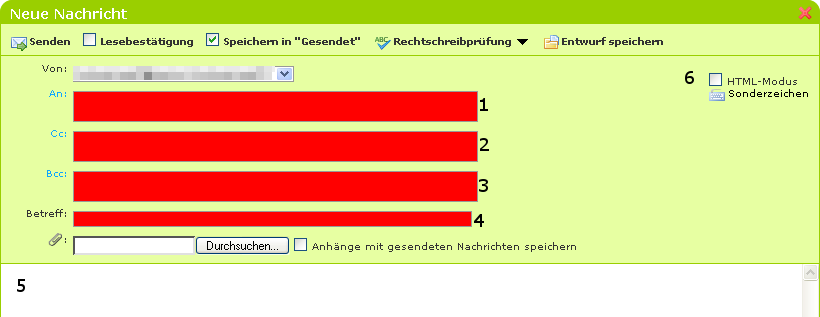 Neue Nachricht
Senden Lesebestätigung Speichern in "Gesendet" ABC Rechtschreibprüfung Entwurf speichern
Von: 6 HTML-Modus
An: 1 Sonderzeichen
Cc: 2
Bcc: 3
Betreff: 4
: Durchsuchen... Anhänge mit gesendeten Nachrichten speichern
5